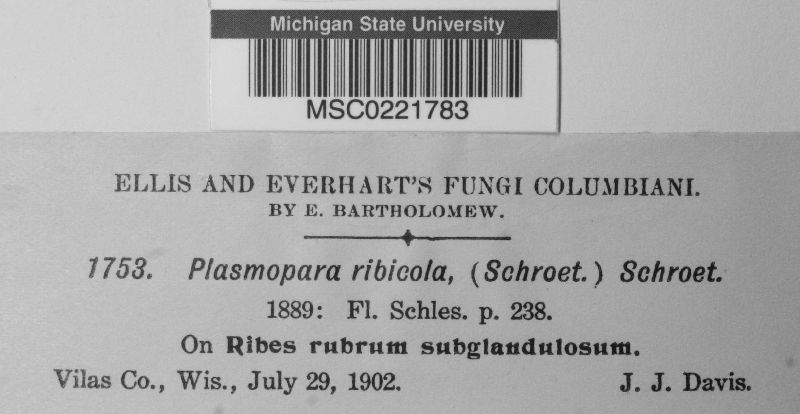 Michigan State University
MSC0221783
ELLIS AND EVERHART'S FUNGI COLUMBIANI.
BY E. BARTHOLOMEW.
1753. Plasmopara ribicola, (Schroet.) Schroet.
1889: Fl. Schles. p. 238.
On Ribes rubrum subglandulosum.
Vilas Co., Wis., July 29, 1902. J. J. Davis.